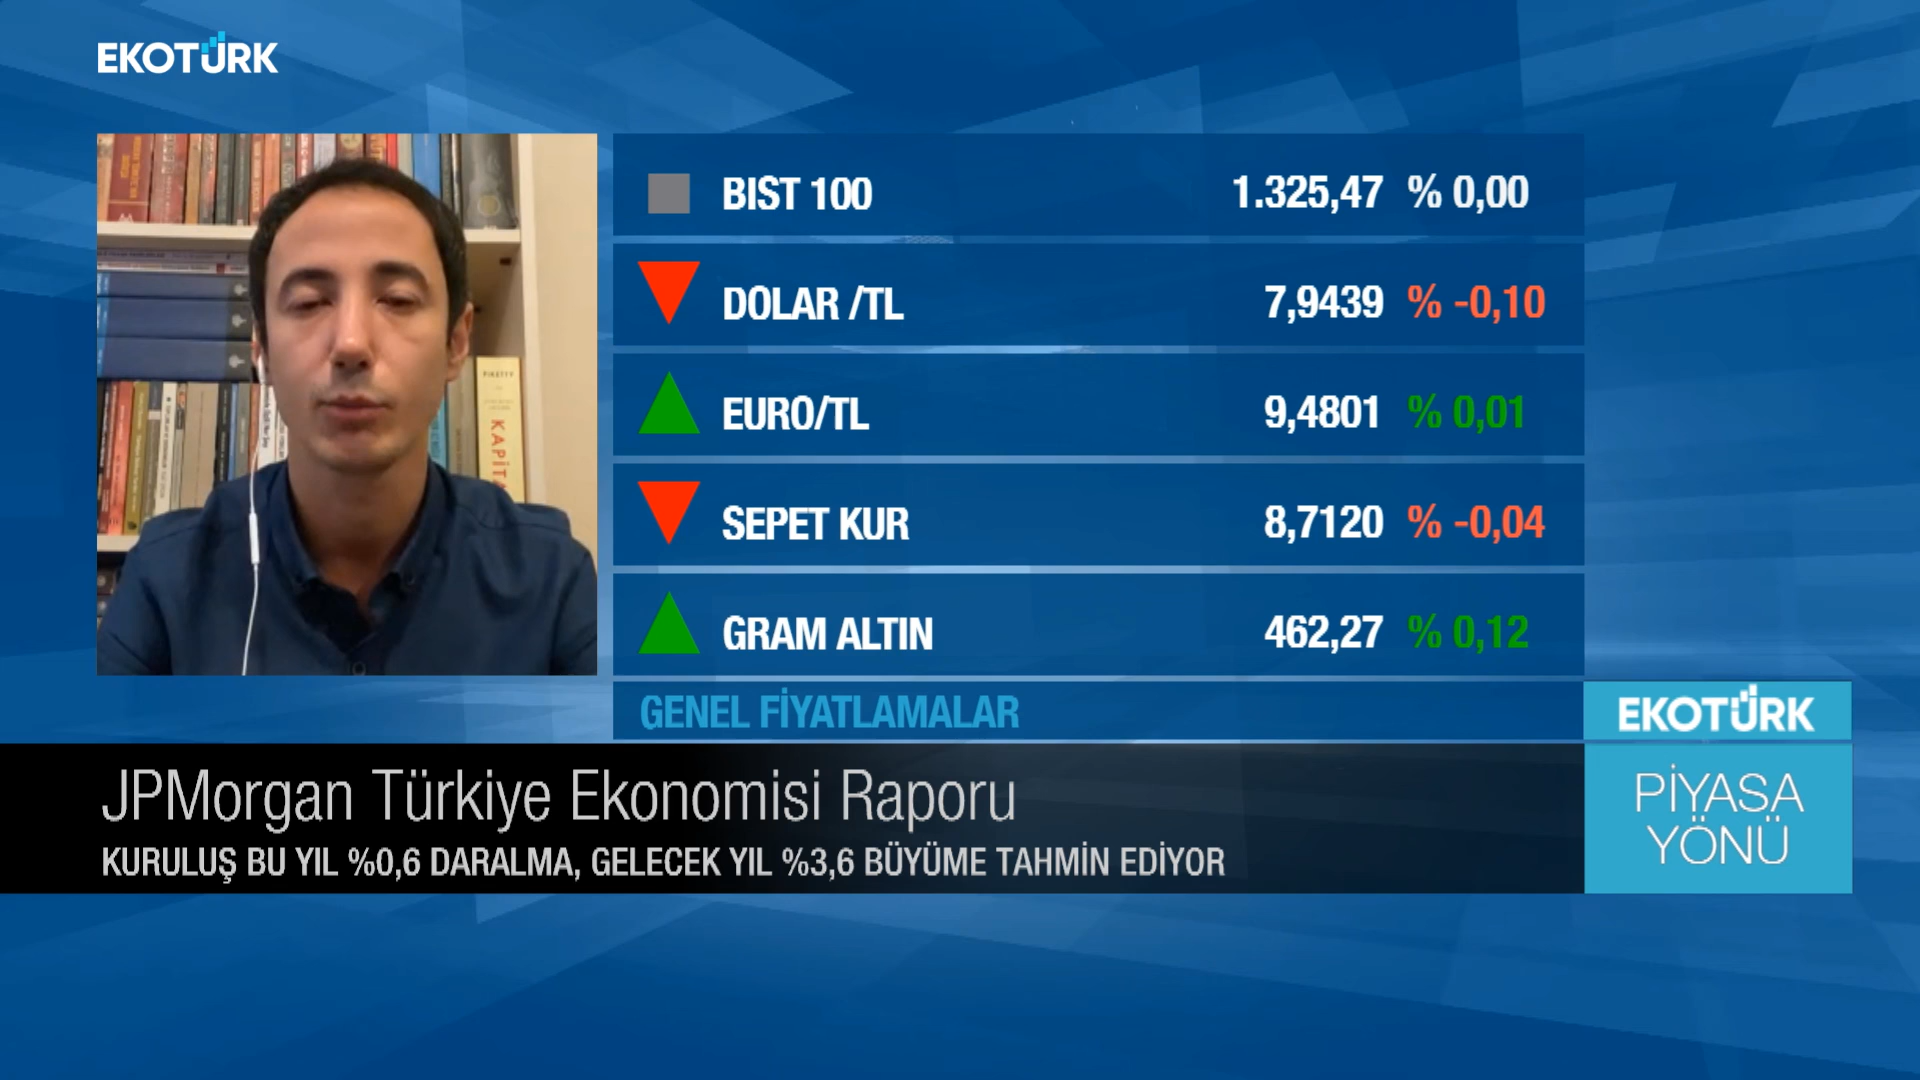 EKOTÜRK
PIKETTY
KAPİT
BIST 100 1.325,47 % 0,00
DOLAR /TL 7,9439 % -0,10
EURO/TL 9,4801 % 0,01
SEPET KUR 8,7120 % -0,04
GRAM ALTIN 462,27 % 0,12
GENEL FİYATLAMALAR
EKOTÜRK
JPMorgan Türkiye Ekonomisi Raporu
KURULUŞ BU YIL %0,6 DARALMA, GELECEK YIL %3,6 BÜYÜME TAHMİN EDİYOR
PİYASA
YÖNÜ